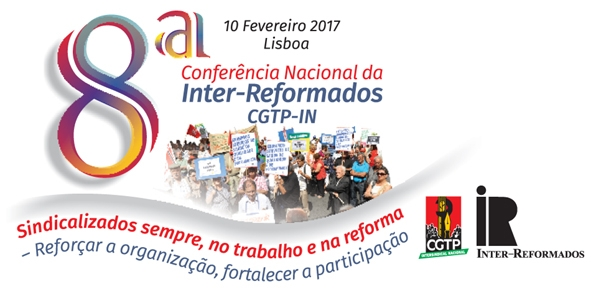 8ª
10 Fevereiro 2017
Lisboa
Conferência Nacional da
Inter-Reformados
CGTP-IN
Sindicalizados sempre, no trabalho e na reforma
– Reforçar a organização, fortalecer a participação
CGTP
INTERSINDICAL NACIONAL
iR
INTER-REFORMADOS